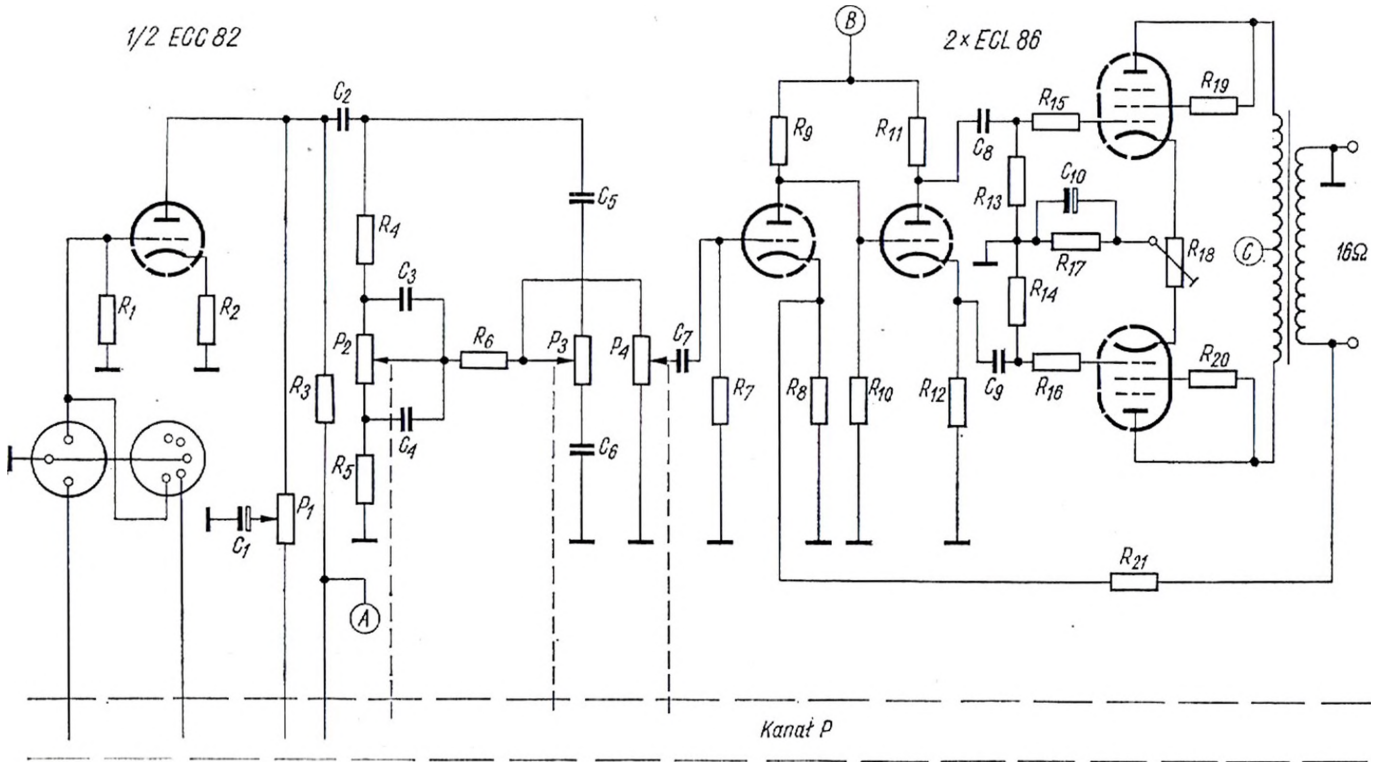 1/2 ECC 82
2 x ECL 86
B
C2
R9
R11
C8
R15
R19
C5
R4
R13
C10
C3
R1
R2
R17
C
R18
16Ω
R14
P2
R6
P3
P4
C7
R3
C4
R7
R8
R10
R12
C9
R16
R20
R5
C6
C1
P1
A
R21
Kanał P